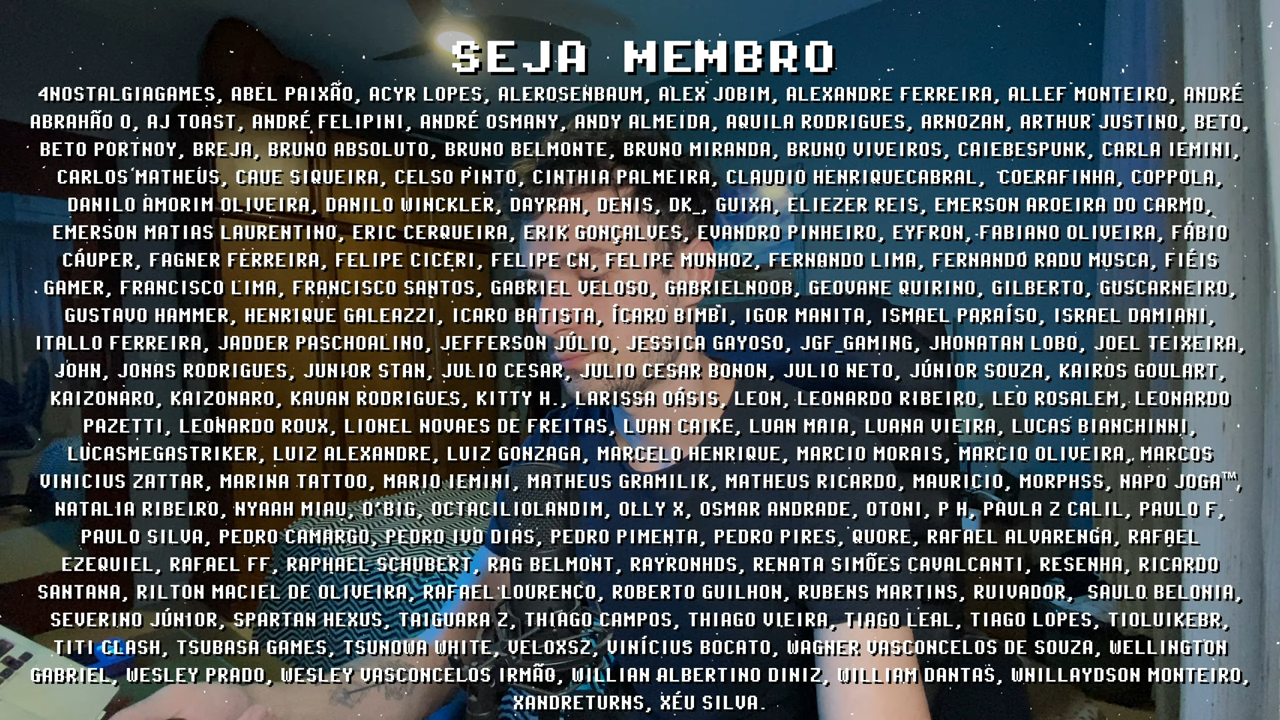 SEJA MEMBRO
4NOSTALGIAGAMES, ABEL PAIXÃO, ACYR LOPES, ALEROSENBAUM, ALEX JOBIM, ALEXANDRE FERREIRA, ALLEF MONTEIRO, ANDRÉ
ABRAHÃO O, AJ TOAST, ANDRÉ FELIPINI, ANDRÉ OSMANY, ANDY ALMEIDA, AQUILA RODRIGUES, ARNOZAN, ARTHUR JUSTINO, BETO,
BETO PORTNOY, BREJA, BRUNO ABSOLUTO, BRUNO BELMONTE, BRUNO MIRANDA, BRUNO VIVEIROS, CAIEBESPUNK, CARLA IEMINI,
CARLOS MATHEUS, CAUE SIQUEIRA, CELSO PINTO, CINTHIA PALMEIRA, CLAUDIO HENRIQUECABRAL, COERAFINHA, COPPOLA,
DANILO AMORIM OLIVEIRA, DANILO WINCKLER, DAYRAN, DENIS, DK_, GUIXA, ELIEZER REIS, EMERSON AROEIRA DO CARMO,
EMERSON MATIAS LAURENTINO, ERIC CERQUEIRA, ERIK GONÇALVES, EVANDRO PINHEIRO, EYFRON, FABIANO OLIVEIRA, FÁBIO
CÁUPER, FAGNER FERREIRA, FELIPE CICERI, FELIPE CN, FELIPE MUNHOZ, FERNANDO LIMA, FERNANDO RADU MUSCA, FIÉIS
GAMER, FRANCISCO LIMA, FRANCISCO SANTOS, GABRIEL VELOSO, GABRIELNOOB, GEOVANE QUIRINO, GILBERTO, GUSCARNEIRO,
GUSTAVO HAMMER, HENRIQUE GALEAZZI, ICARO BATISTA, ÍCARO BIMBI, IGOR MANITA, ISMAEL PARAÍSO, ISRAEL DAMIANI,
ITALLO FERREIRA, JADDER PASCHOALINO, JEFFERSON JÚLIO, JESSICA GAYOSO, JGF_GAMING, JHONATAN LOBO, JOEL TEIXEIRA,
JOHN, JONAS RODRIGUES, JUNIOR STAN, JULIO CESAR, JULIO CESAR BONON, JULIO NETO, JÚNIOR SOUZA, KAIROS GOULART,
KAIZONARO, KAIZONARO, KAUAN RODRIGUES, KITTY H., LARISSA OÁSIS, LEON, LEONARDO RIBEIRO, LEO ROSALEM, LEONARDO
PAZETTI, LEONARDO ROUX, LIONEL NOVAES DE FREITAS, LUAN CAIKE, LUAN MAIA, LUANA VIEIRA, LUCAS BIANCHINNI,
LUCASMEGASTRIKER, LUIZ ALEXANDRE, LUIZ GONZAGA, MARCELO HENRIQUE, MARCIO MORAIS, MARCIO OLIVEIRA, MARCOS
VINICIUS ZATTAR, MARINA TATTOO, MARIO IEMINI, MATHEUS GRAMILIK, MATHEUS RICARDO, MAURICIO, MORPHSS, NAPO JOGA™,
NATALIA RIBEIRO, NYAAH MIAU, O'BIG, OCTACILIOLANDIM, OLLY X, OSMAR ANDRADE, OTONI, P H, PAULA Z CALIL, PAULO F,
PAULO SILVA, PEDRO CAMARGO, PEDRO IVO DIAS, PEDRO PIMENTA, PEDRO PIRES, QUORE, RAFAEL ALVARENGA, RAFAEL
EZEQUIEL, RAFAEL FF, RAPHAEL SCHUBERT, RAG BELMONT, RAYRONHDS, RENATA SIMÕES CAVALCANTI, RESENHA, RICARDO
SANTANA, RILTON MACIEL DE OLIVEIRA, RAFAEL LOURENCO, ROBERTO GUILHON, RUBENS MARTINS, RUIVADOR, SAULO BELONIA,
SEVERINO JÚNIOR, SPARTAN HEXUS, TAIGUARA Z, THIAGO CAMPOS, THIAGO VIEIRA, TIAGO LEAL, TIAGO LOPES, TIOLUIKEBR,
TITI CLASH, TSUBASA GAMES, TSUNOWA WHITE, VELOXSZ, VINÍCIUS BOCATO, WAGNER VASCONCELOS DE SOUZA, WELLINGTON
GABRIEL, WESLEY PRADO, WESLEY VASCONCELOS IRMÃO, WILLIAN ALBERTINO DINIZ, WILLIAM DANTAS, WNILLAYDSON MONTEIRO,
XANDRETURNS, XÉU SILVA.